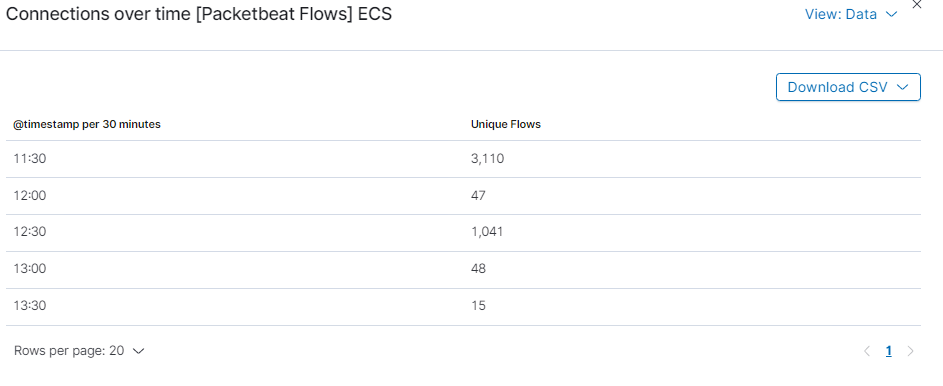 Connections over time [Packetbeat Flows] ECS
View: Data
Download CSV
@timestamp per 30 minutes Unique Flows
11:30 3,110
12:00 47
12:30 1,041
13:00 48
13:30 15
Rows per page: 20 1